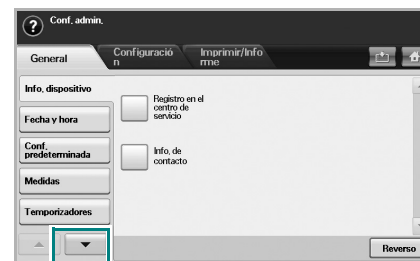 ?
Conf. admin.
General
Configuració
n
Imprimir/Info
rme
Info. dispositivo
Fecha y hora
Conf.
predeterminada
Medidas
Temporizadores
Registro en el
centro de
servicio
Info. de
contacto
Reverso